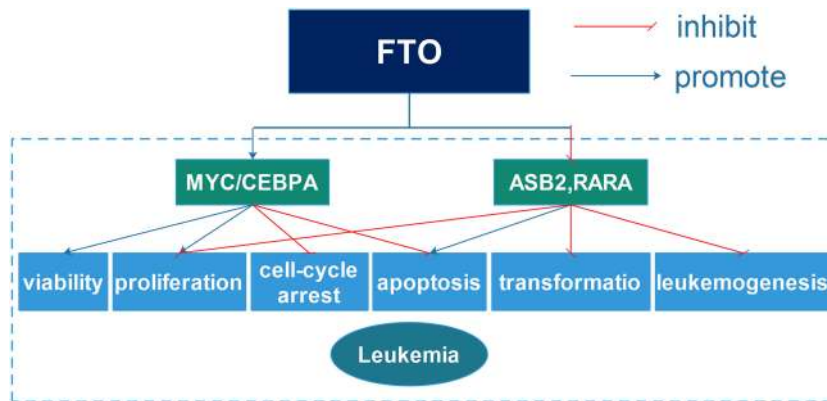 FTO
inhibit
promote
MYC/CEBPA
ASB2,RARA
viability
proliferation
cell-cycle
arrest
apoptosis
transformatio
leukemogenesis
Leukemia